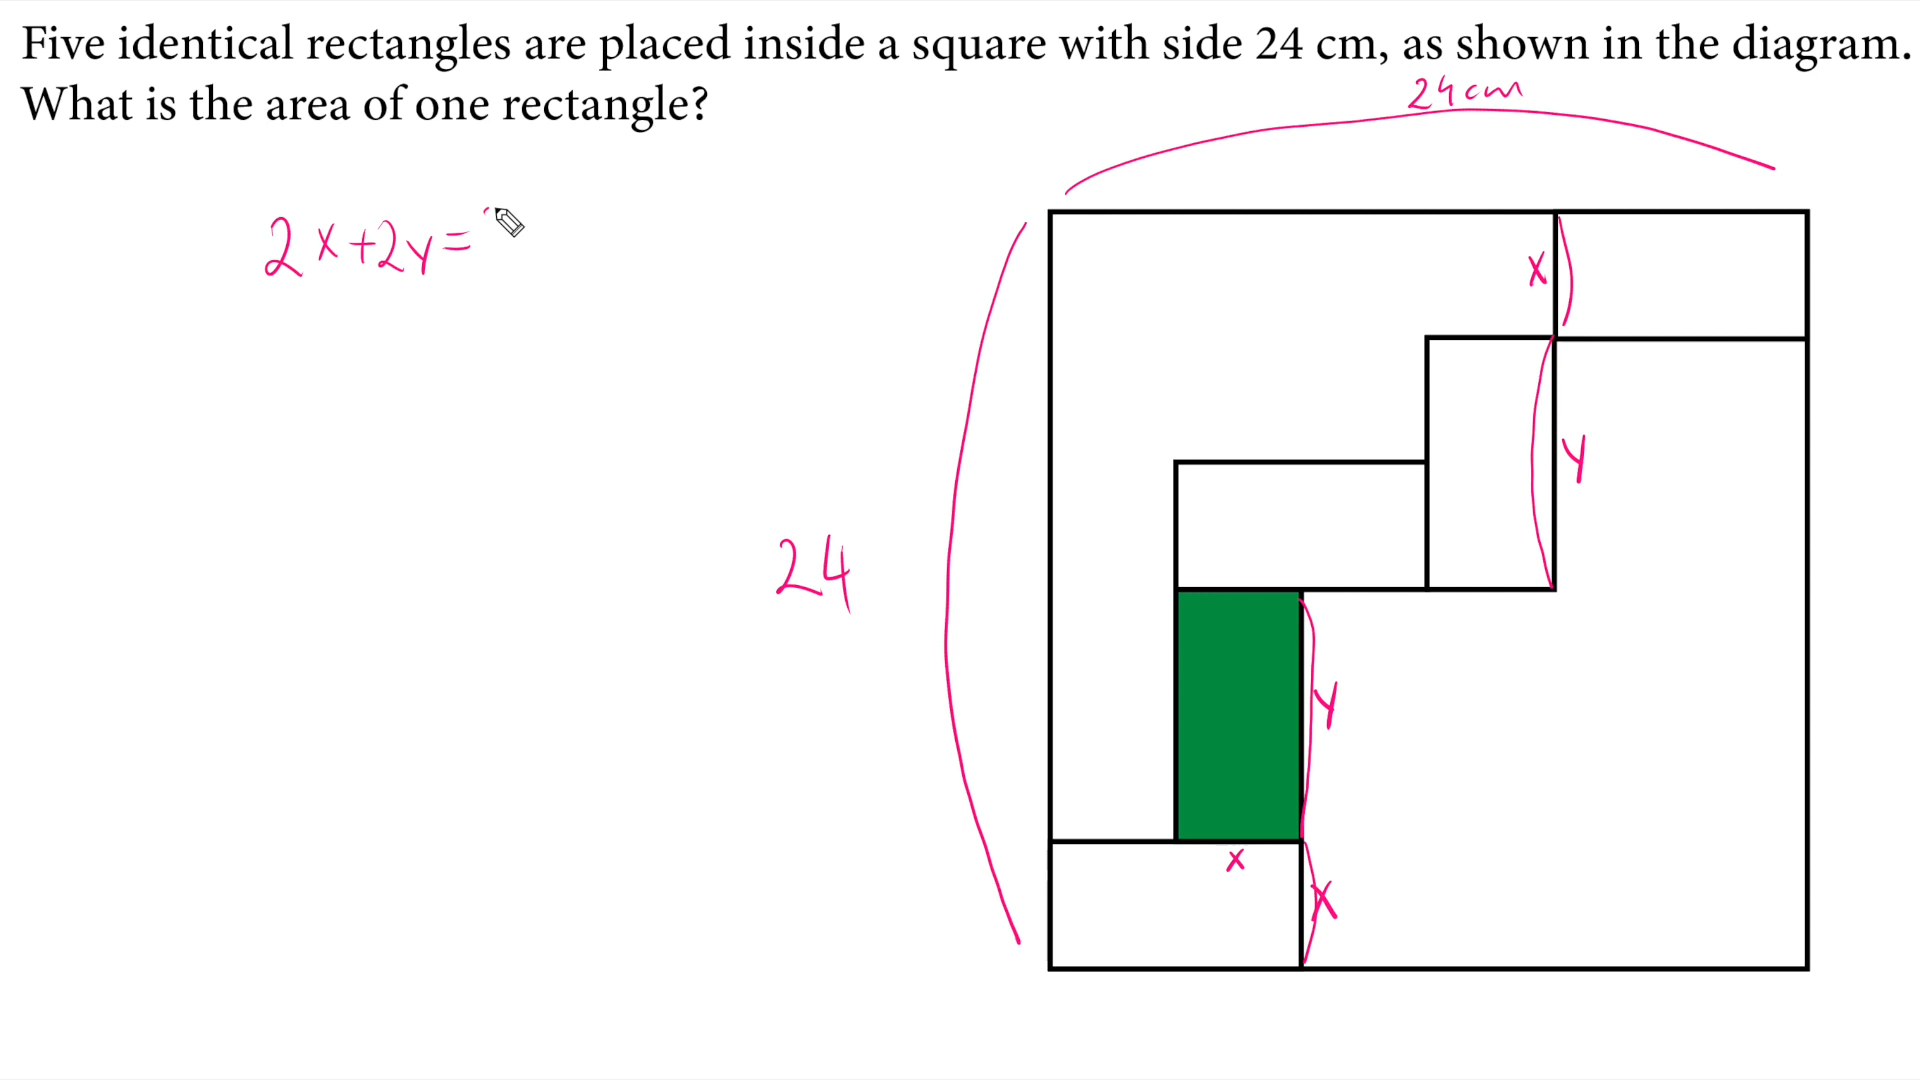 Five identical rectangles are placed inside a square with side 24 cm, as shown in the diagram.
What is the area of one rectangle?
24cm
2x+2y=
x
y
24
y
x
x